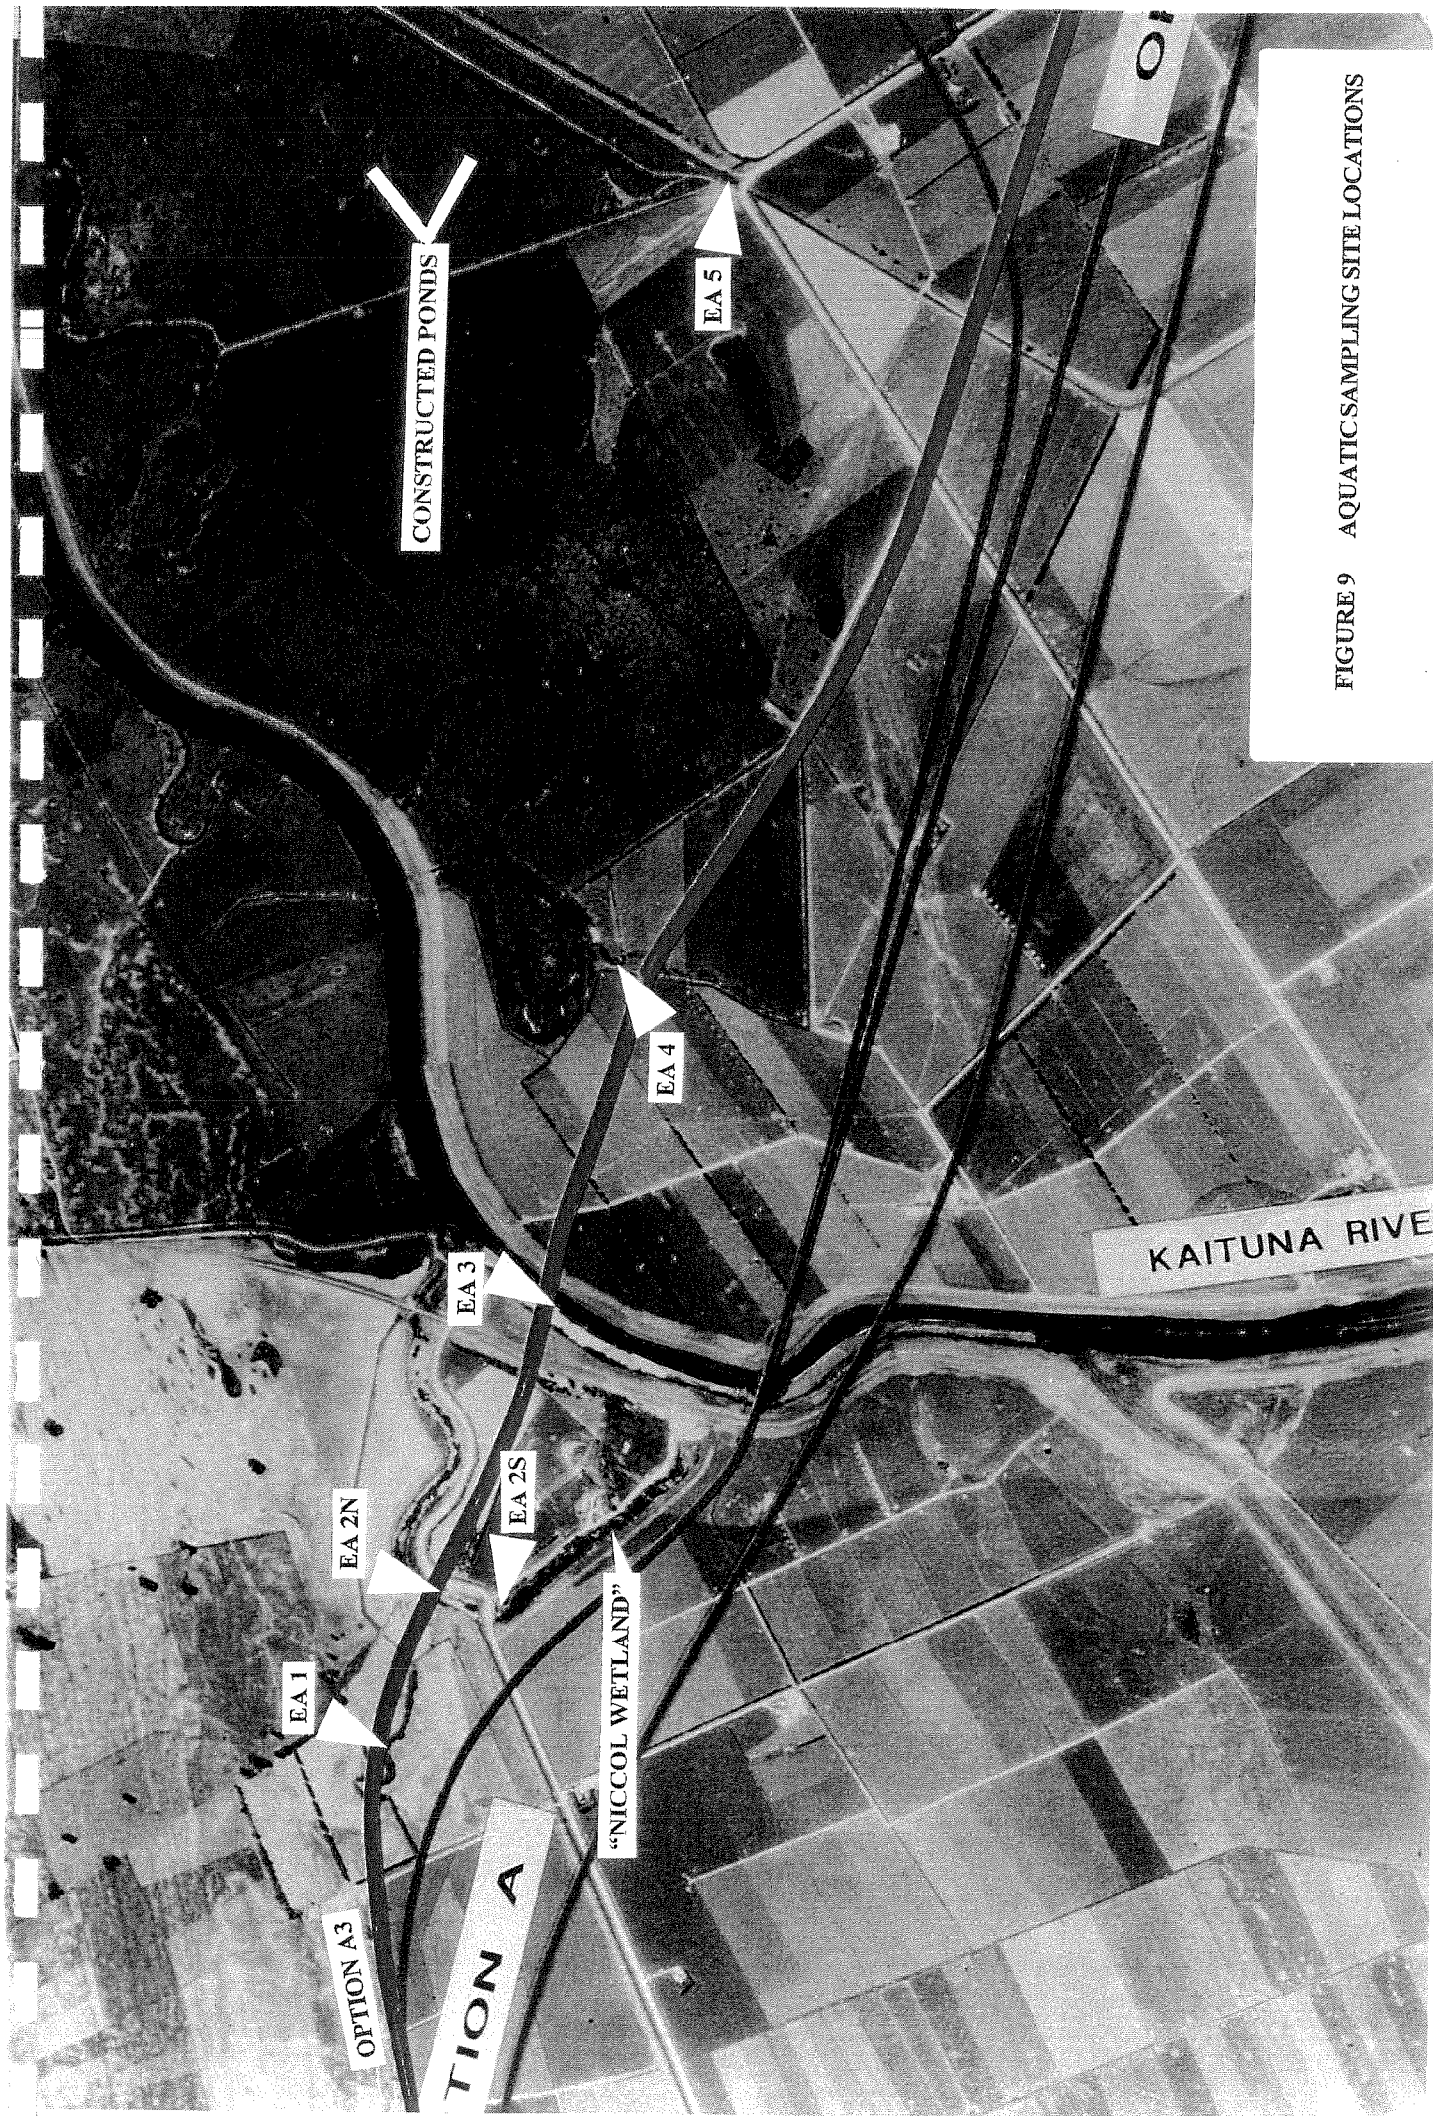 OPTION A3
EA 1
EA 2N
EA 2S
EA 3
EA 4
EA 5
CONSTRUCTED PONDS
"NICCOL WETLAND"
TION A
KAITUNA RIVE
FIGURE 9 AQUATIC SAMPLING SITE LOCATIONS